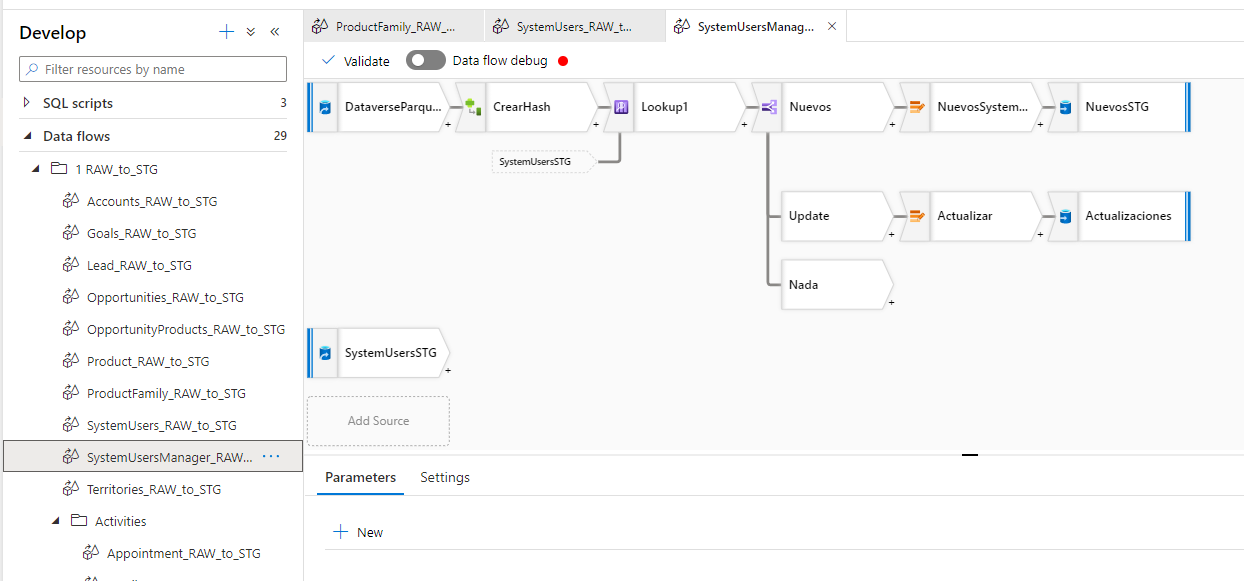 Develop
Filter resources by name
SQL scripts 3
Data flows 29
1 RAW_to_STG
Accounts_RAW_to_STG
Goals_RAW_to_STG
Lead_RAW_to_STG
Opportunities_RAW_to_STG
OpportunityProducts_RAW_to_STG
Product_RAW_to_STG
ProductFamily_RAW_to_STG
SystemUsers_RAW_to_STG
SystemUsersManager_RAW... ...
Territories_RAW_to_STG
Activities
Appointment_RAW_to_STG
ProductFamily_RAW_...
SystemUsers_RAW_t...
SystemUsersManag...
Validate
Data flow debug
DataverseParqu...
CrearHash
Lookup1
Nuevos
NuevosSystem...
NuevosSTG
SystemUsersSTG
Update
Actualizar
Actualizaciones
Nada
SystemUsersSTG
Add Source
Parameters
Settings
New